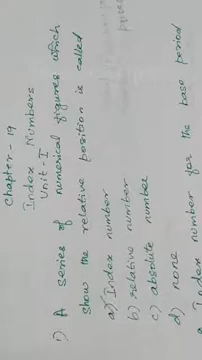 Chapter - 19
Index Numbers
Unit - I
1) A series of numerical figures which
show the relative position is called
a) Index number
b) relative number
c) absolute number
d) none
Index number for the base period